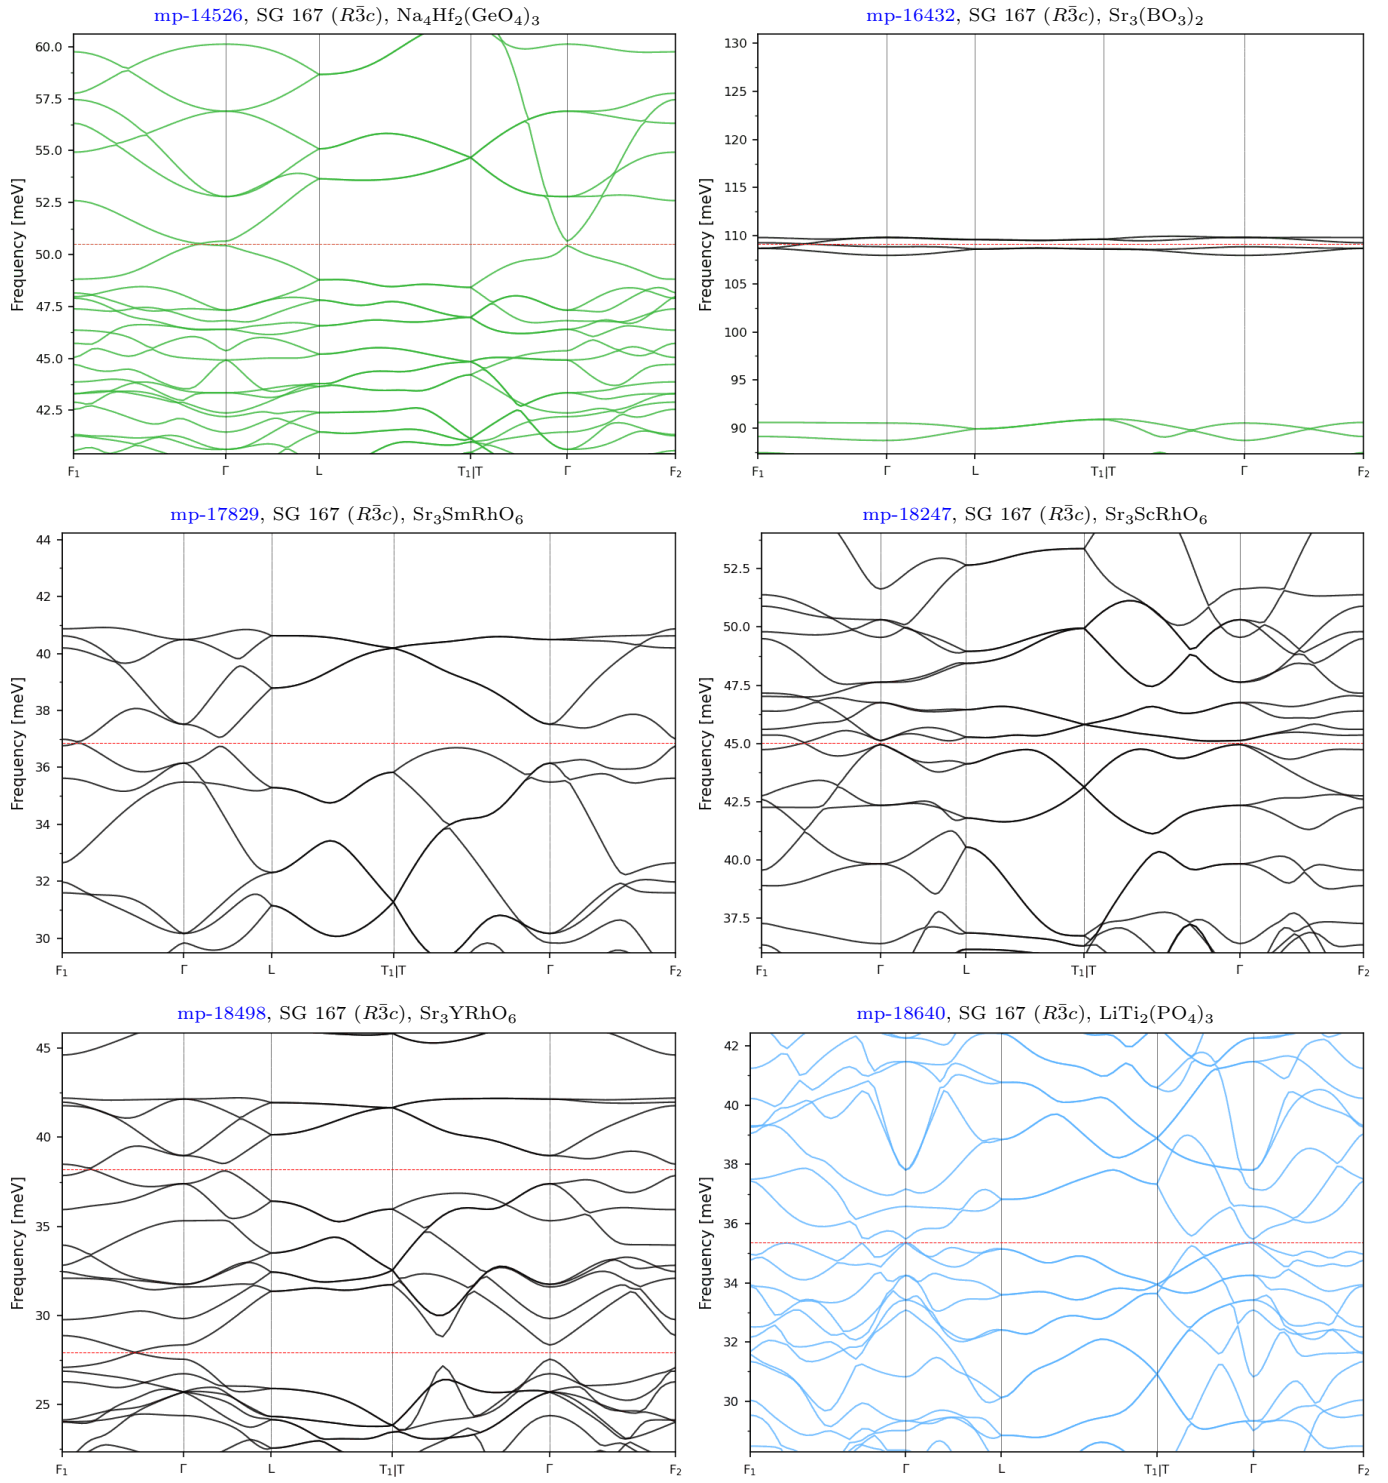 mp-14526, SG 167 (R3̄c), Na₄Hf₂(GeO₄)₃
Frequency [meV]
60.0
57.5
55.0
52.5
50.0
47.5
45.0
42.5
F₁ Γ L T₁|T Γ F₂
mp-16432, SG 167 (R3̄c), Sr₃(BO₃)₂
Frequency [meV]
130
125
120
115
110
105
100
95
90
F₁ Γ L T₁|T Γ F₂
mp-17829, SG 167 (R3̄c), Sr₃SmRhO₆
Frequency [meV]
44
42
40
38
36
34
32
30
F₁ Γ L T₁|T Γ F₂
mp-18247, SG 167 (R3̄c), Sr₃ScRhO₆
Frequency [meV]
52.5
50.0
47.5
45.0
42.5
40.0
37.5
F₁ Γ L T₁|T Γ F₂
mp-18498, SG 167 (R3̄c), Sr₃YRhO₆
Frequency [meV]
45
40
35
30
25
F₁ Γ L T₁|T Γ F₂
mp-18640, SG 167 (R3̄c), LiTi₂(PO₄)₃
Frequency [meV]
42
40
38
36
34
32
30
F₁ Γ L T₁|T Γ F₂